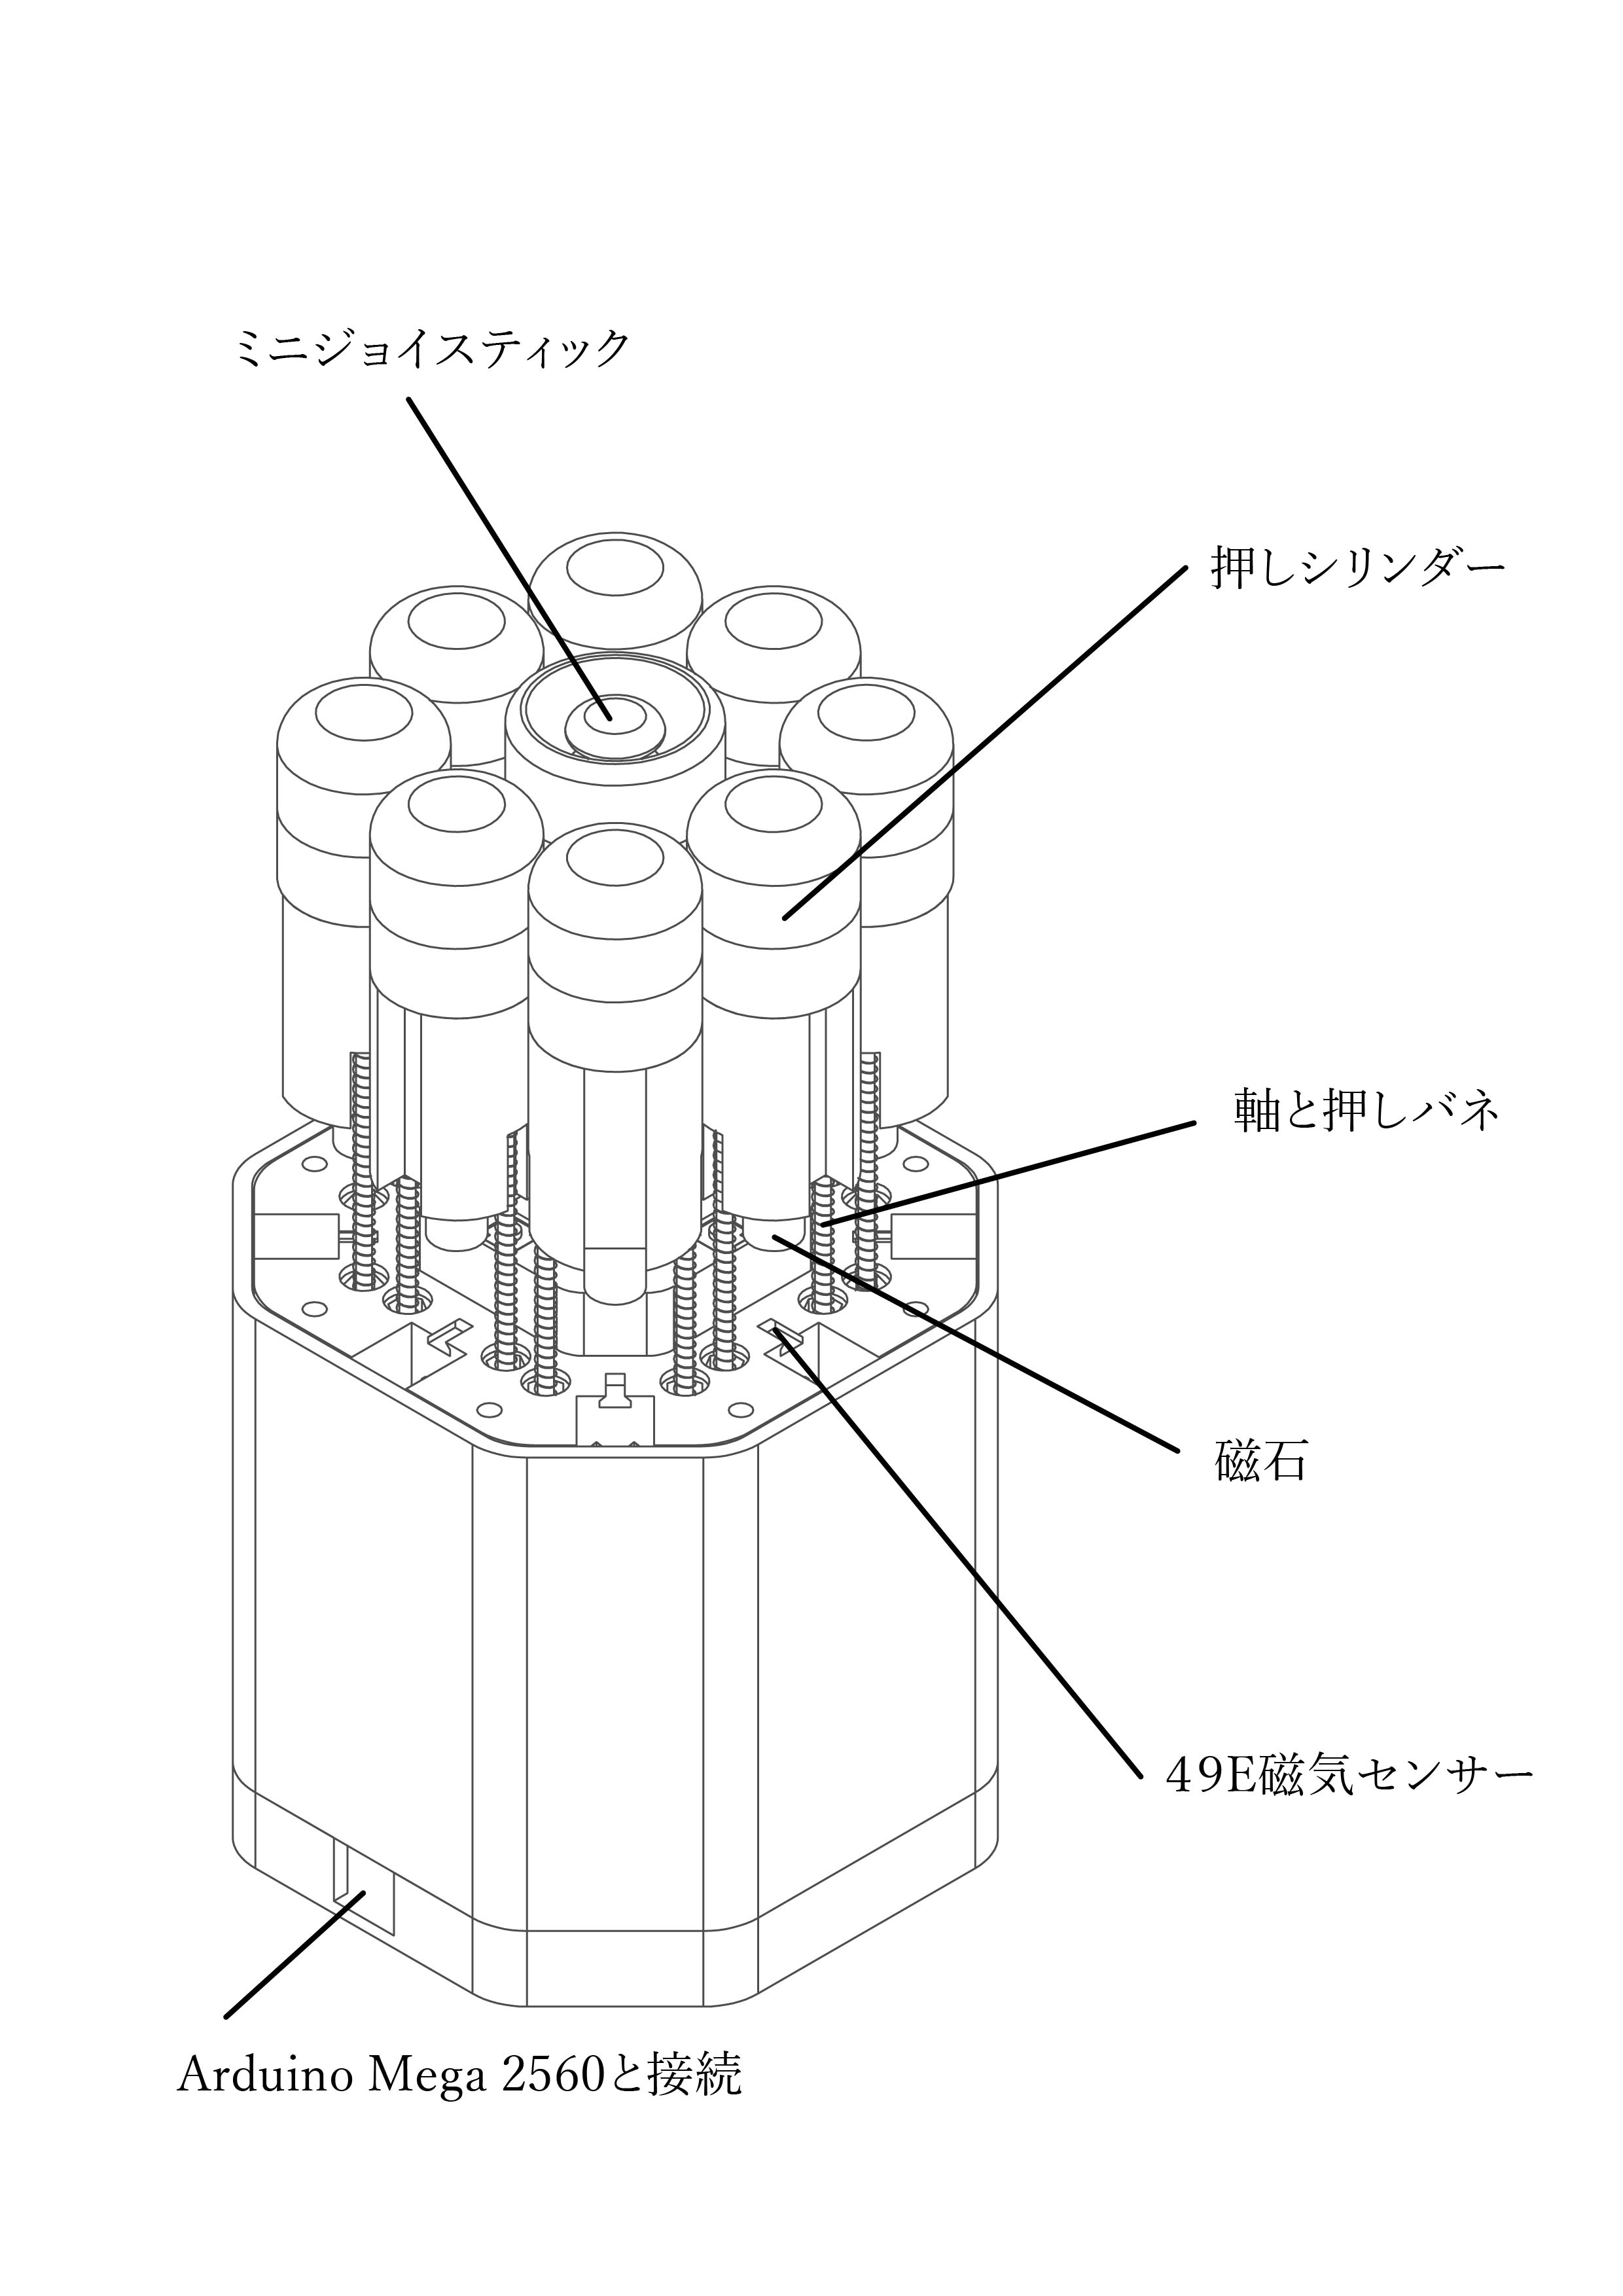 ミニジョイスティック
押しシリンダー
軸と押しバネ
磁石
49E磁気センサー
Arduino Mega 2560と接続